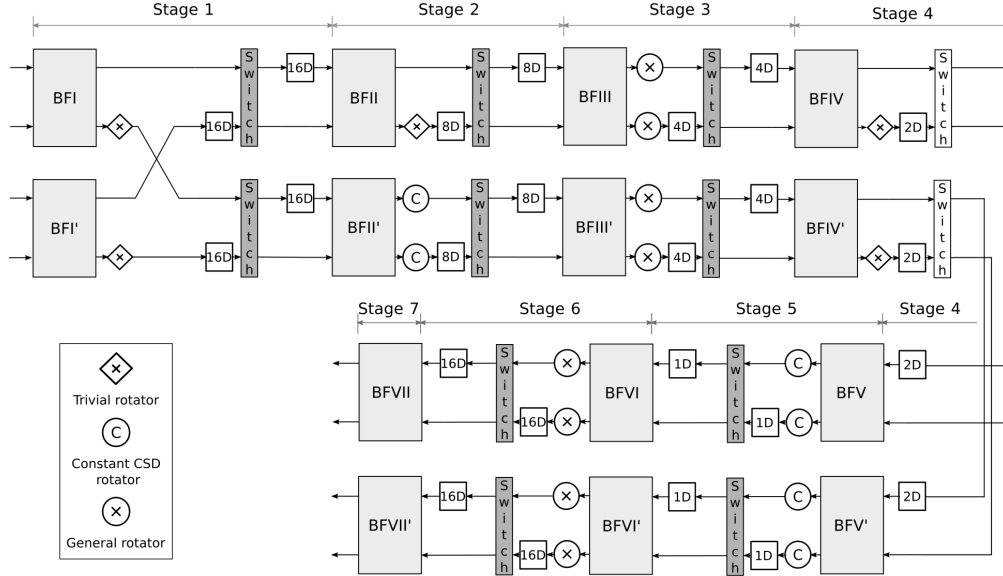 Stage 1 Stage 2 Stage 3 Stage 4
BFI 16D Switch 16D BFII 8D Switch 8D BFIII 4D Switch 4D BFIV 2D Switch
BFI' 16D Switch 16D BFII' C C 8D Switch 8D BFIII' 4D Switch 4D BFIV' 2D Switch
Stage 7 Stage 6 Stage 5 Stage 4
BFVII 16D Switch 16D BFVI 1D Switch 1D C C BFV 2D
BFVII' 16D Switch 16D BFVI' 1D Switch 1D C C BFV' 2D
Trivial rotator
C
Constant CSD
rotator
General rotator